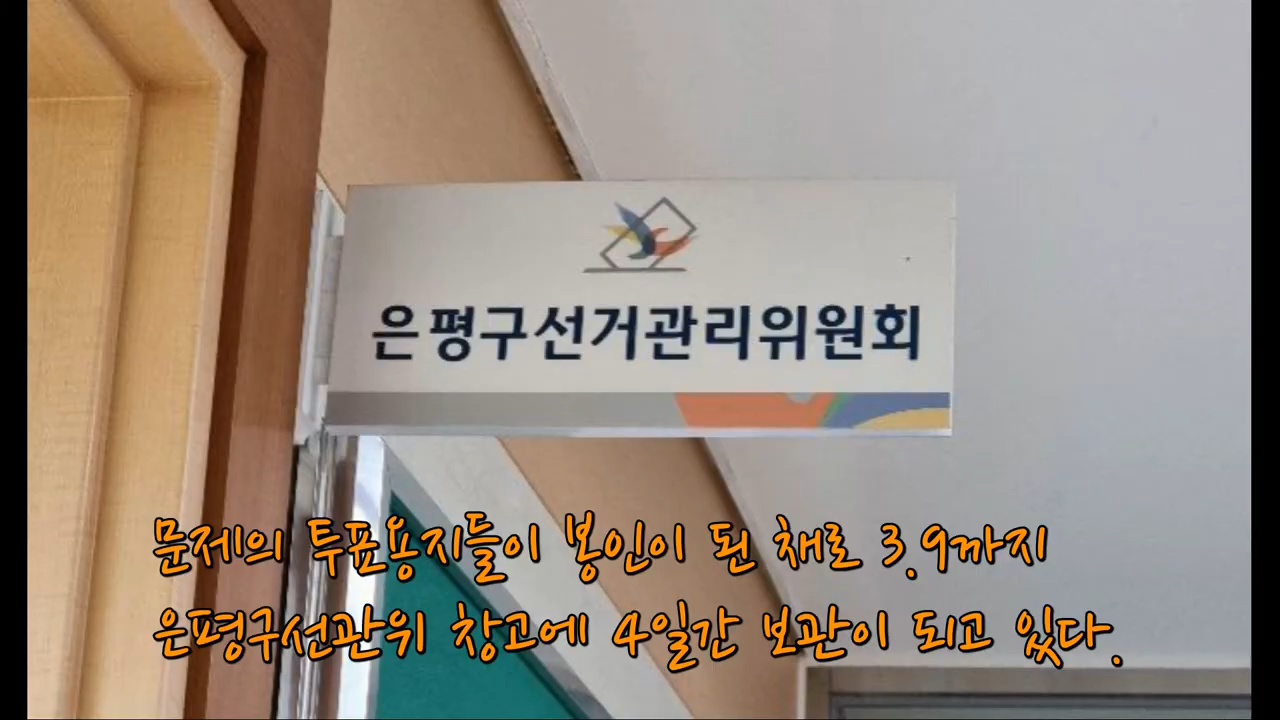 은평구선거관리위원회
문제의 투표용지들이 봉인이 된 채로 3.9까지
은평구선관위 창고에 4일간 보관이 되고 있다.